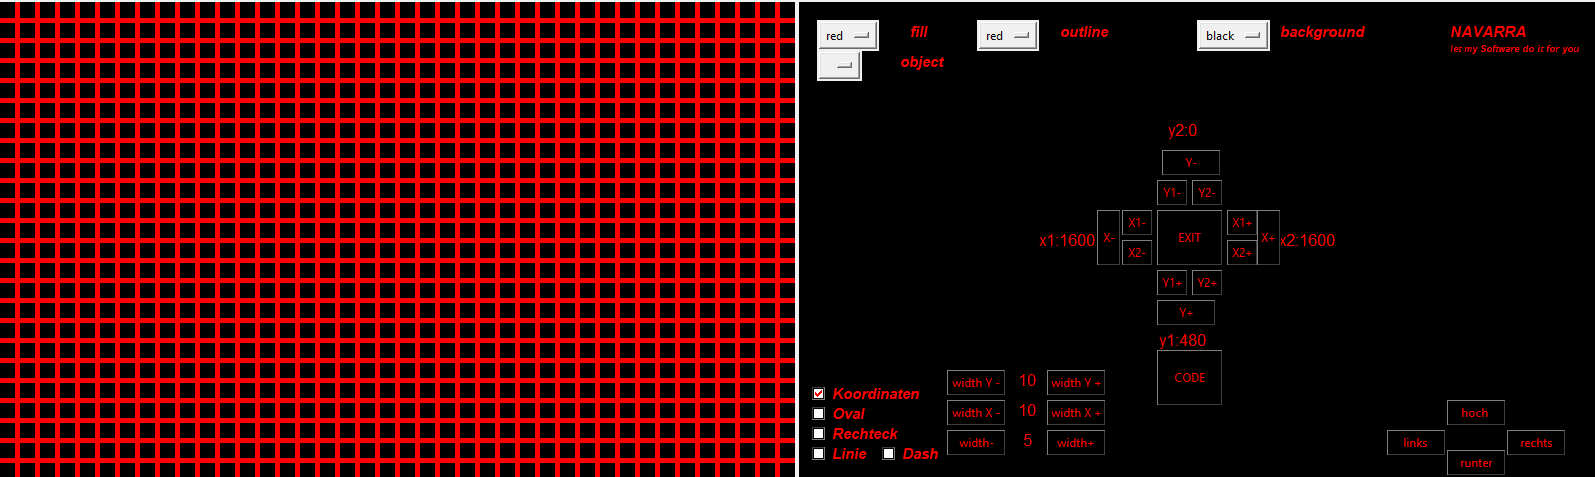 red fill red outline black background NAVARRA
let my Software do it for you
object
y2:0
Y-
Y1- Y2-
X1- X1+
x1:1600 X- EXIT X+ x2:1600
X2- X2+
Y1+ Y2+
Y+
y1:480
CODE
width Y - 10 width Y +
Koordinaten
width X - 10 width X + hoch
Oval
Rechteck
width- 5 width+ links rechts
Linie Dash
runter